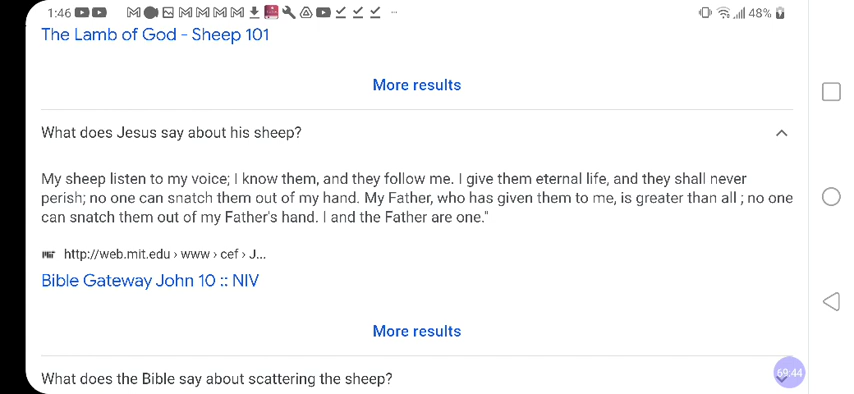 1:46 48%
The Lamb of God - Sheep 101
More results
What does Jesus say about his sheep?
My sheep listen to my voice; I know them, and they follow me. I give them eternal life, and they shall never
perish; no one can snatch them out of my hand. My Father, who has given them to me, is greater than all ; no one
can snatch them out of my Father's hand. I and the Father are one."
http://web.mit.edu › www › cef › J...
Bible Gateway John 10 :: NIV
More results
What does the Bible say about scattering the sheep?
69:44